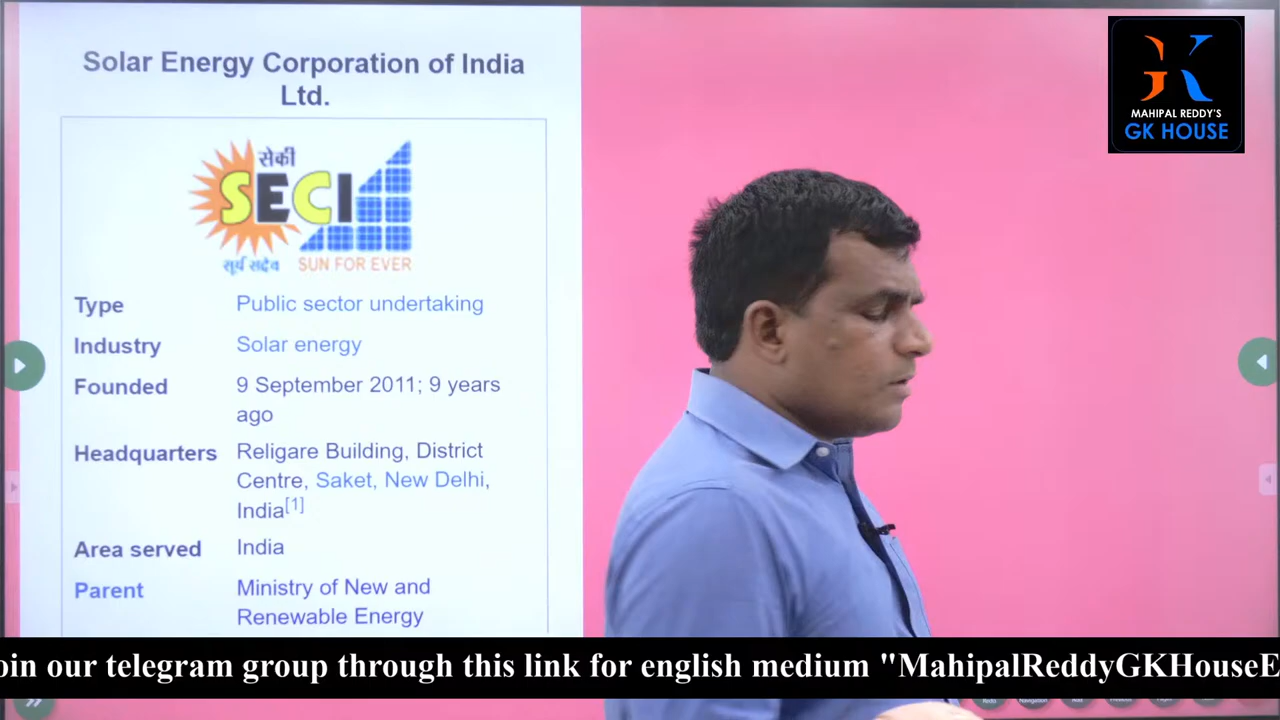 Solar Energy Corporation of India
Ltd.
सेकी
SECI
सूर्य सदैव SUN FOR EVER
Type Public sector undertaking
Industry Solar energy
Founded 9 September 2011; 9 years
ago
Headquarters Religare Building, District
Centre, Saket, New Delhi,
India[1]
Area served India
Parent Ministry of New and
Renewable Energy
MAHIPAL REDDY'S
GK HOUSE
oin our telegram group through this link for english medium "MahipalReddyGKHouseE
Redo Navigation Add